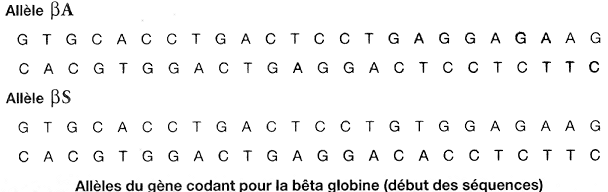 Allèle βA
G T G C A C C T G A C T C C T G A G G A G A A G
C A C G T G G A C T G A G G A C T C C T C T T C
Allèle βS
G T G C A C C T G A C T C C T G T G G A G A A G
C A C G T G G A C T G A G G A C A C C T C T T C
Allèles du gène codant pour la bêta globine (début des séquences)